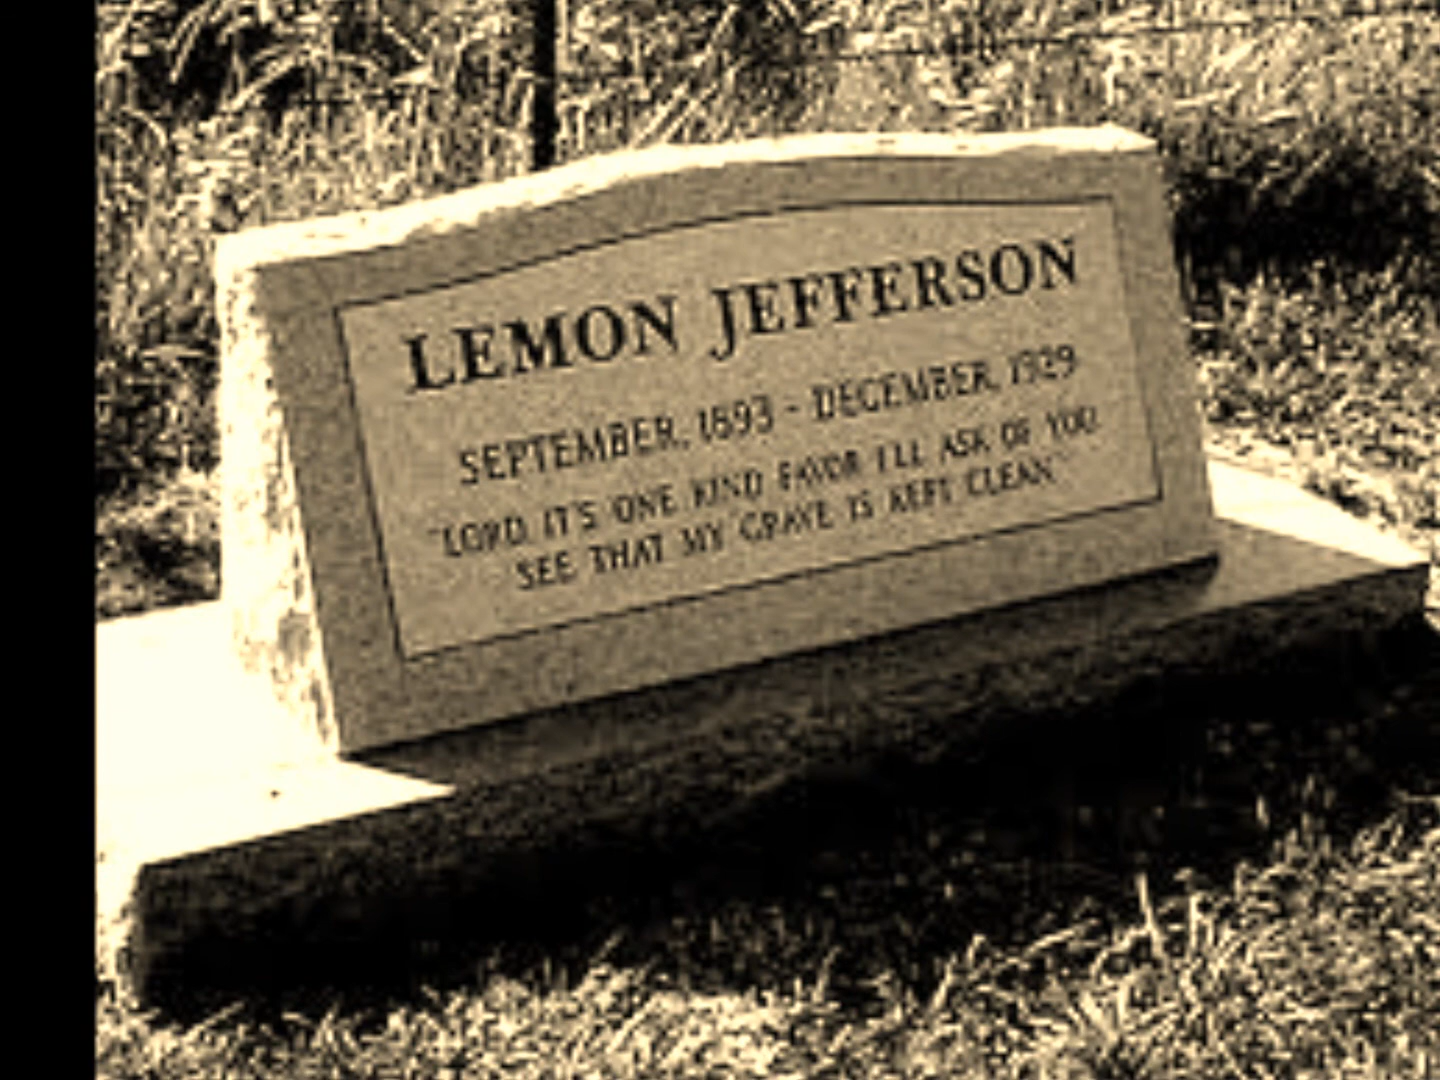 LEMON JEFFERSON
SEPTEMBER, 1893 - DECEMBER, 1929
"LORD, IT'S ONE KIND FAVOR I'LL ASK OF YOU.
SEE THAT MY GRAVE IS KEPT CLEAN"